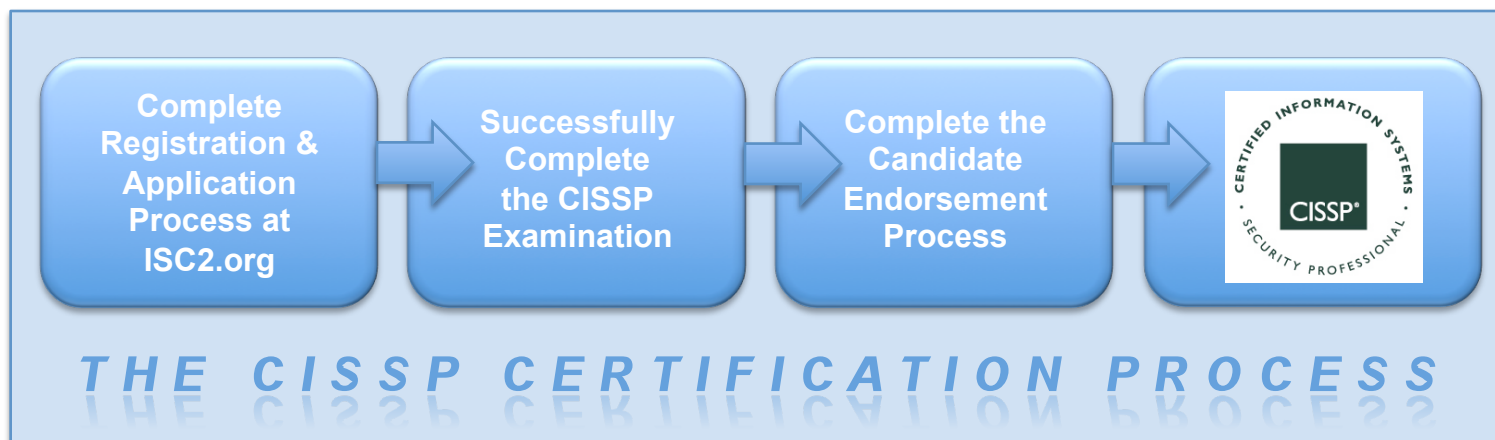 Complete
Registration &
Application
Process at
ISC2.org
Successfully
Complete
the CISSP
Examination
Complete the
Candidate
Endorsement
Process
· CERTIFIED INFORMATION SYSTEMS ·
CISSP®
SECURITY PROFESSIONAL
THE CISSP CERTIFICATION PROCESS